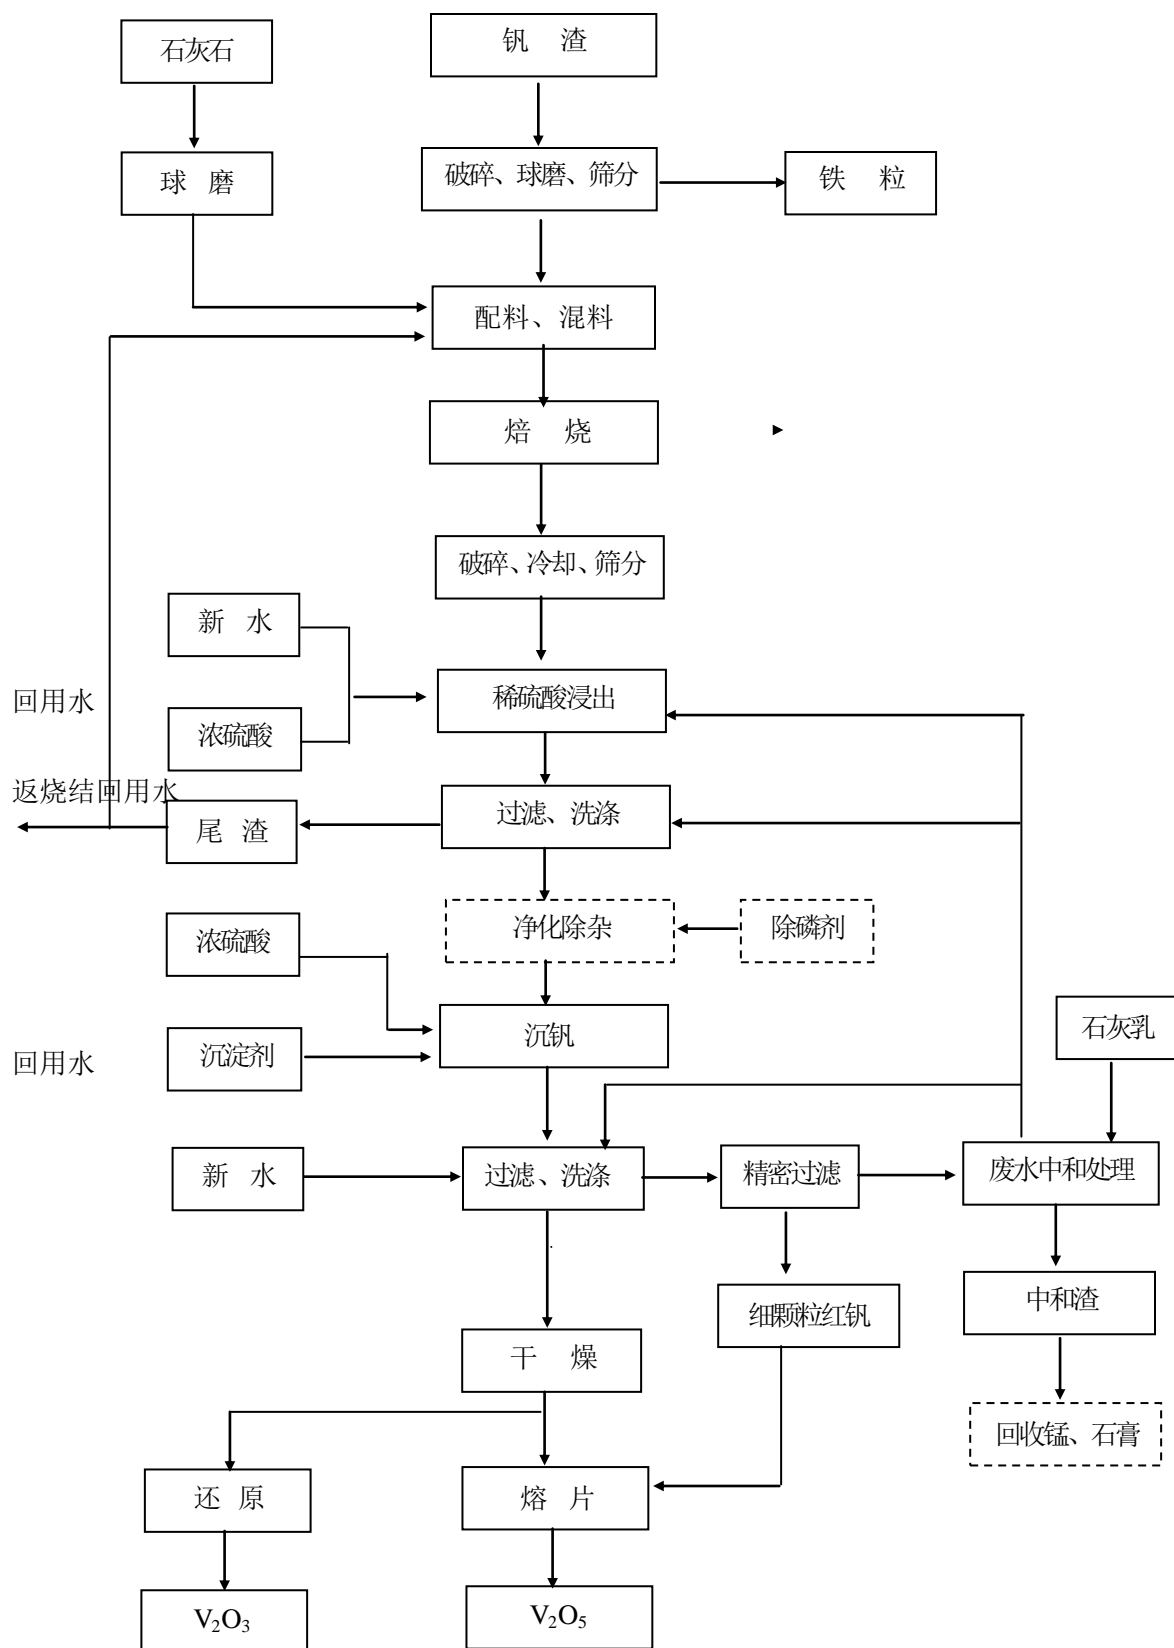 石灰石
钒 渣
球 磨
破碎、球磨、筛分
铁 粒
配料、混料
焙 烧
破碎、冷却、筛分
新 水
稀硫酸浸出
回用水
浓硫酸
返烧结回用水
尾 渣
过滤、洗涤
净化除杂
除磷剂
浓硫酸
沉钒
石灰乳
回用水
沉淀剂
新 水
过滤、洗涤
精密过滤
废水中和处理
细颗粒红钒
中和渣
干 燥
回收锰、石膏
还 原
熔 片
V₂O₃
V₂O₅